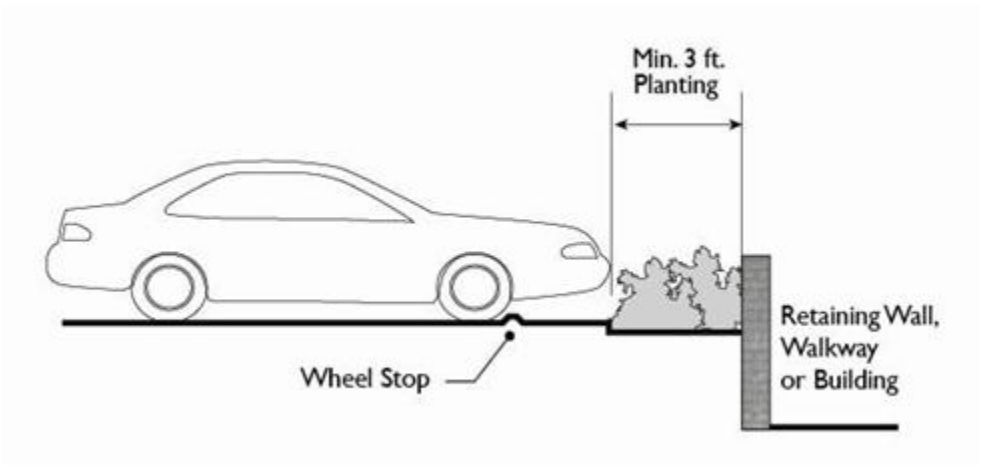 Min. 3 ft.
Planting
Retaining Wall,
Walkway
or Building
Wheel Stop